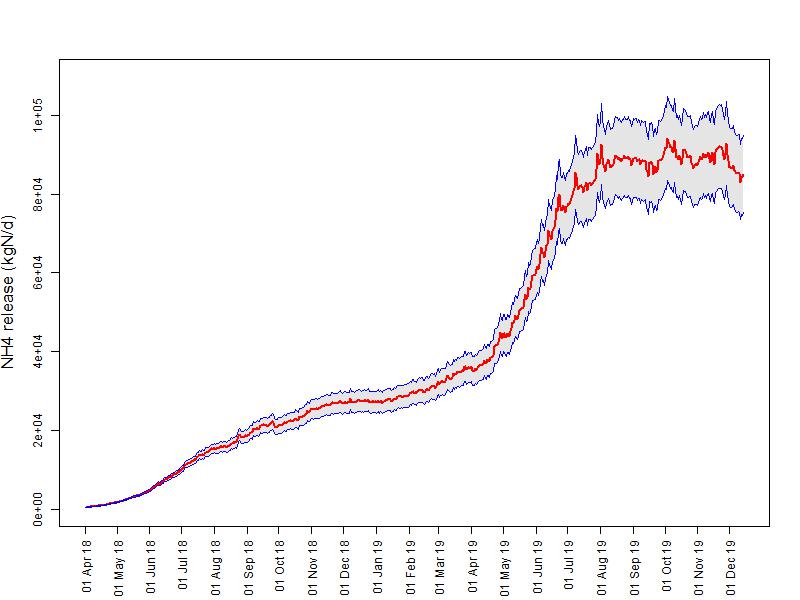 NH4 release (kgN/d)
1e+05
8e+04
6e+04
4e+04
2e+04
0e+00
01 Apr 18
01 May 18
01 Jun 18
01 Jul 18
01 Aug 18
01 Sep 18
01 Oct 18
01 Nov 18
01 Dec 18
01 Jan 19
01 Feb 19
01 Mar 19
01 Apr 19
01 May 19
01 Jun 19
01 Jul 19
01 Aug 19
01 Sep 19
01 Oct 19
01 Nov 19
01 Dec 19